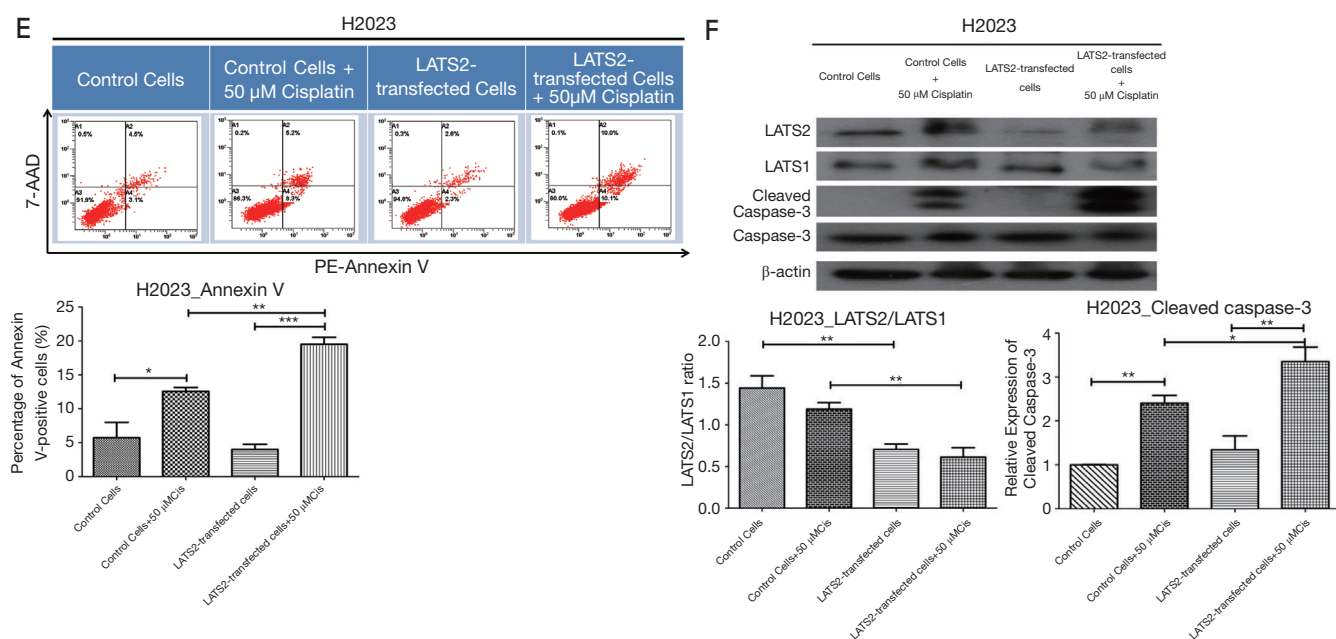 E
H2023
Control Cells
Control Cells +
50 μM Cisplatin
LATS2-
transfected Cells
LATS2-
transfected Cells
+ 50μM Cisplatin
7-AAD
A1
0.5%
A2
4.5%
A3
91.9%
A4
3.1%
A1
0.2%
A2
5.2%
A3
86.3%
A4
8.3%
A1
0.3%
A2
2.6%
A3
94.8%
A4
2.3%
A1
0.1%
A2
10.0%
A3
80.0%
A4
10.1%
PE-Annexin V
H2023_Annexin V
Percentage of Annexin
V-positive cells (%)
25
20
15
10
5
0
*
**
***
Control Cells
Control Cells+50 μMCis
LATS2-transfected cells
LATS2-transfected cells+50 μMCis
F
H2023
Control Cells
Control Cells
+
50 μM Cisplatin
LATS2-transfected
cells
LATS2-transfected
cells
+
50 μM Cisplatin
LATS2
LATS1
Cleaved
Caspase-3
Caspase-3
β-actin
H2023_LATS2/LATS1
LATS2/LATS1 ratio
2.0
1.5
1.0
0.5
0.0
**
**
Control Cells
Control Cells+50 μMCis
LATS2-transfected cells
LATS2-transfected cells+50 μMCis
H2023_Cleaved caspase-3
Relative Expression of
Cleaved Caspase-3
4
3
2
1
0
**
*
**
Control Cells
Control Cells+50 μMCis
LATS2-transfected cells
LATS2-transfected cells+50 μMCis